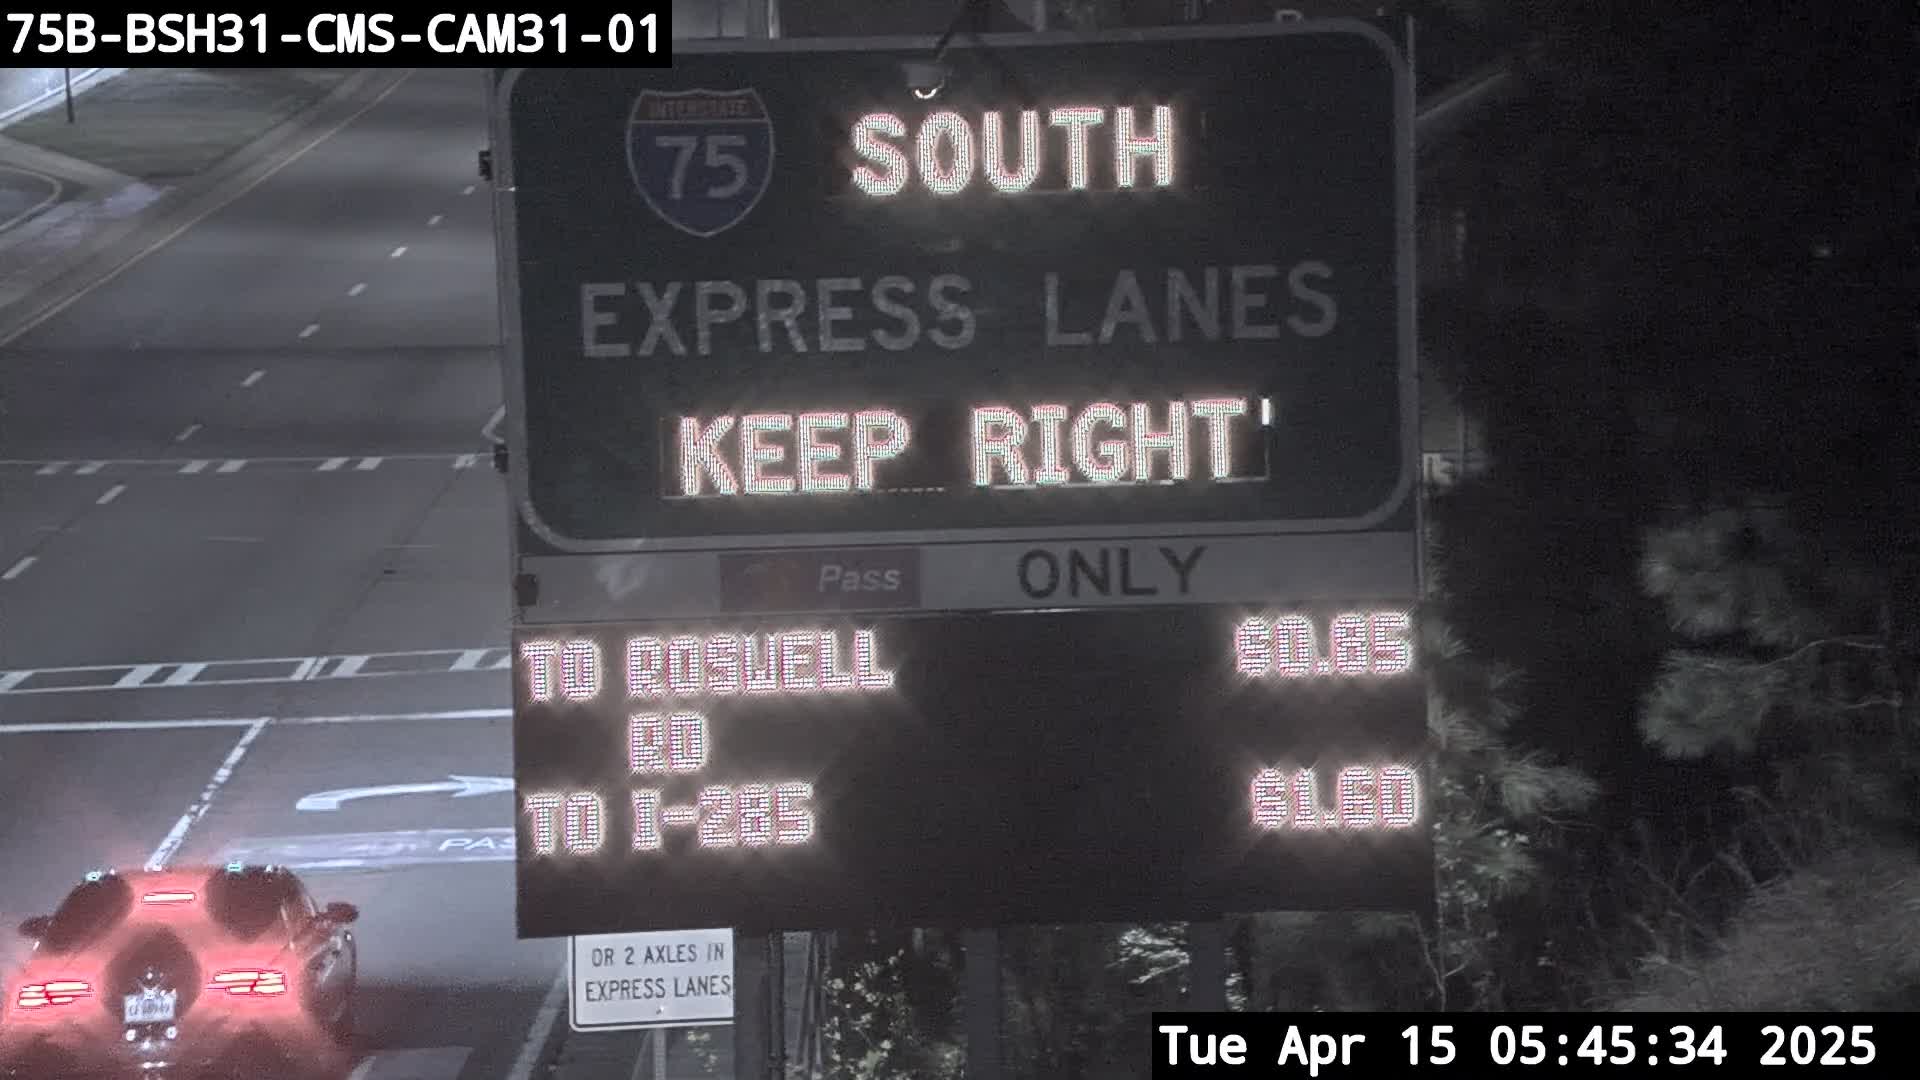 75B-BSH31-CMS-CAM31-01
INTERSTATE
75
SOUTH
EXPRESS LANES
KEEP RIGHT
Pass ONLY
TO ROSWELL $0.85
RD
TO I-285 $1.60
PAS
OR 2 AXLES IN
EXPRESS LANES
Tue Apr 15 05:45:34 2025